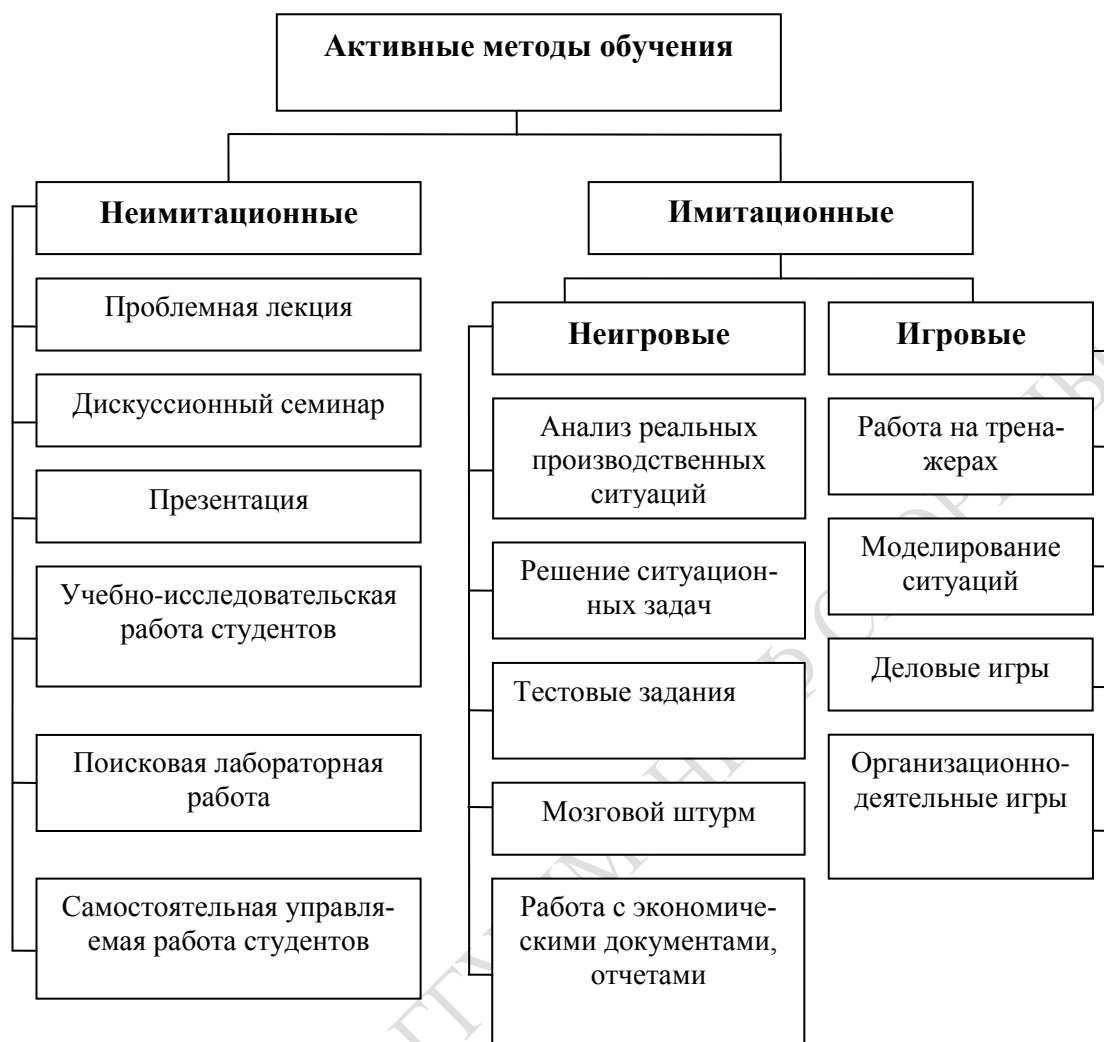 Активные методы обучения
Неимитационные
Имитационные
Проблемная лекция
Дискуссионный семинар
Презентация
Учебно-исследовательская
работа студентов
Поисковая лабораторная
работа
Самостоятельная управля-
емая работа студентов
Неигровые
Анализ реальных
производственных
ситуаций
Решение ситуацион-
ных задач
Тестовые задания
Мозговой штурм
Работа с экономиче-
скими документами,
отчетами
Игровые
Работа на трена-
жерах
Моделирование
ситуаций
Деловые игры
Организационно-
деятельные игры